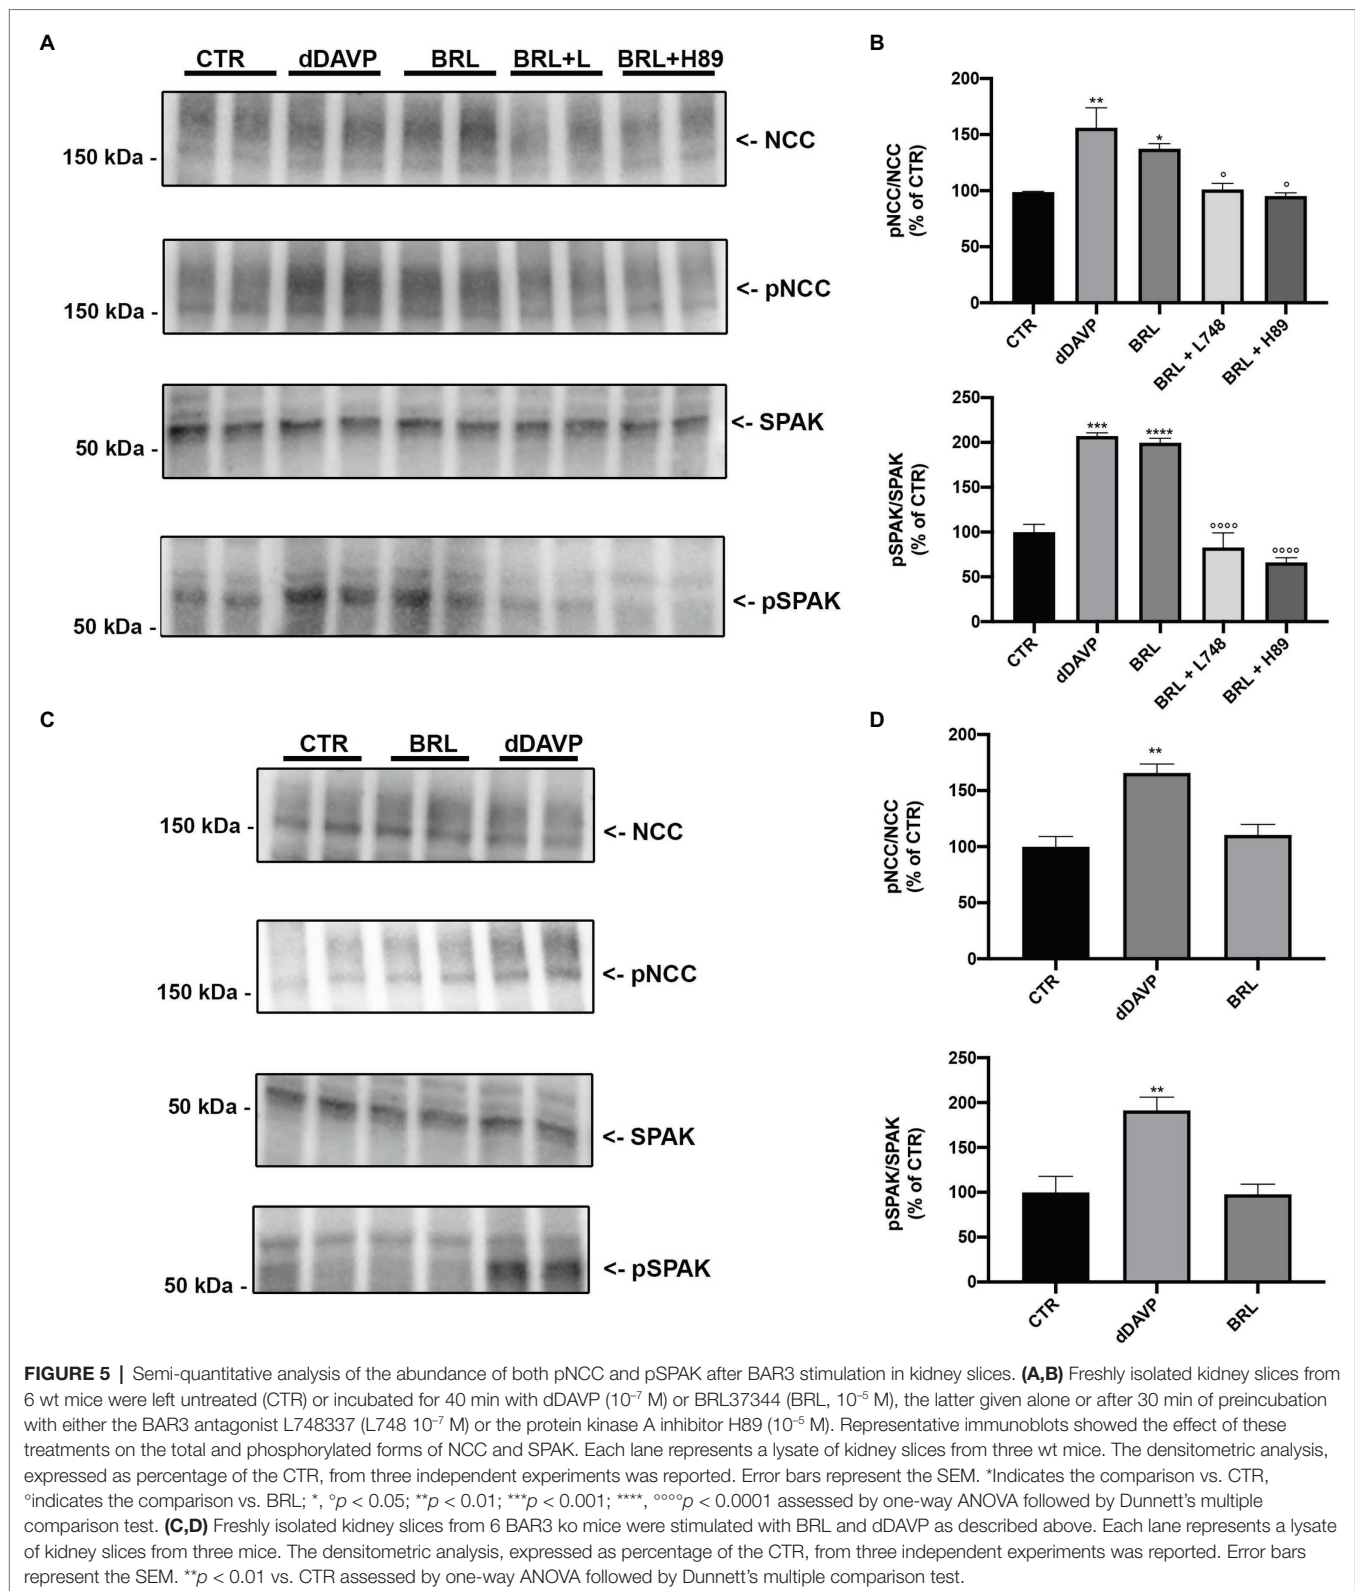 A
CTR dDAVP BRL BRL+L BRL+H89
150 kDa -
<- NCC
150 kDa -
<- pNCC
50 kDa -
<- SPAK
50 kDa -
<- pSPAK
B
pNCC/NCC
(% of CTR)
200
150
100
50
0
** * ° °
CTR dDAVP BRL BRL + L748 BRL + H89
pSPAK/SPAK
(% of CTR)
250
200
150
100
50
0
*** **** °°°° °°°°
CTR dDAVP BRL BRL + L748 BRL + H89
C
CTR BRL dDAVP
150 kDa -
<- NCC
150 kDa -
<- pNCC
50 kDa -
<- SPAK
50 kDa -
<- pSPAK
D
pNCC/NCC
(% of CTR)
200
150
100
50
0
**
CTR dDAVP BRL
pSPAK/SPAK
(% of CTR)
250
200
150
100
50
0
**
CTR dDAVP BRL
FIGURE 5 | Semi-quantitative analysis of the abundance of both pNCC and pSPAK after BAR3 stimulation in kidney slices. (A,B) Freshly isolated kidney slices from
6 wt mice were left untreated (CTR) or incubated for 40 min with dDAVP (10⁻⁷ M) or BRL37344 (BRL, 10⁻⁵ M), the latter given alone or after 30 min of preincubation
with either the BAR3 antagonist L748337 (L748 10⁻⁷ M) or the protein kinase A inhibitor H89 (10⁻⁵ M). Representative immunoblots showed the effect of these
treatments on the total and phosphorylated forms of NCC and SPAK. Each lane represents a lysate of kidney slices from three wt mice. The densitometric analysis,
expressed as percentage of the CTR, from three independent experiments was reported. Error bars represent the SEM. *Indicates the comparison vs. CTR,
°indicates the comparison vs. BRL; *, °p < 0.05; **p < 0.01; ***p < 0.001; ****, °°°°p < 0.0001 assessed by one-way ANOVA followed by Dunnett's multiple
comparison test. (C,D) Freshly isolated kidney slices from 6 BAR3 ko mice were stimulated with BRL and dDAVP as described above. Each lane represents a lysate
of kidney slices from three mice. The densitometric analysis, expressed as percentage of the CTR, from three independent experiments was reported. Error bars
represent the SEM. **p < 0.01 vs. CTR assessed by one-way ANOVA followed by Dunnett's multiple comparison test.